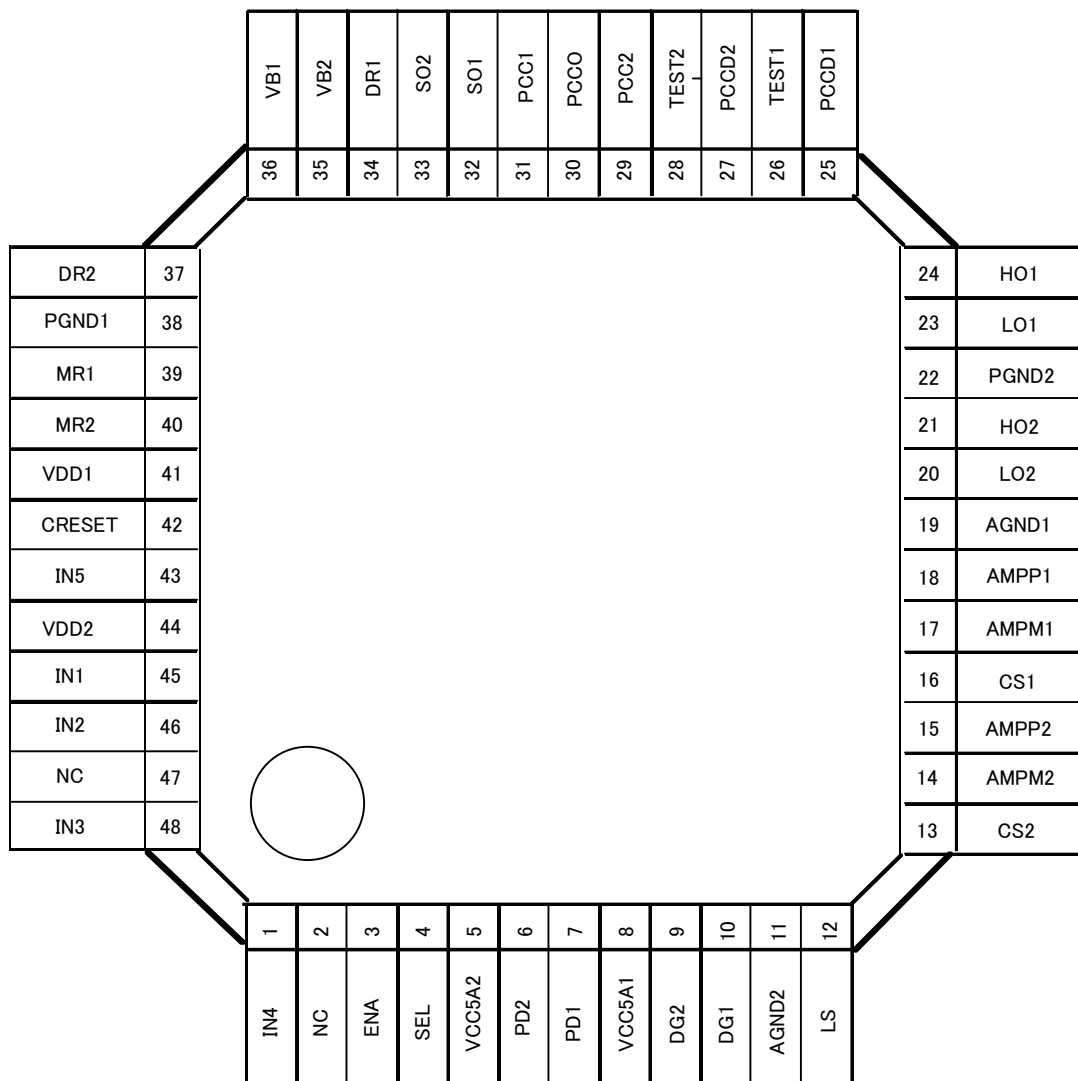 VB1 VB2 DR1 SO2 SO1 PCC1 PCCO PCC2 TEST2 PCCD2 TEST1 PCCD1
36 35 34 33 32 31 30 29 28 27 26 25
DR2 37
PGND1 38
MR1 39
MR2 40
VDD1 41
CRESET 42
IN5 43
VDD2 44
IN1 45
IN2 46
NC 47
IN3 48
24 HO1
23 LO1
22 PGND2
21 HO2
20 LO2
19 AGND1
18 AMPP1
17 AMPM1
16 CS1
15 AMPP2
14 AMPM2
13 CS2
1 2 3 4 5 6 7 8 9 10 11 12
IN4 NC ENA SEL VCC5A2 PD2 PD1 VCC5A1 DG2 DG1 AGND2 LS